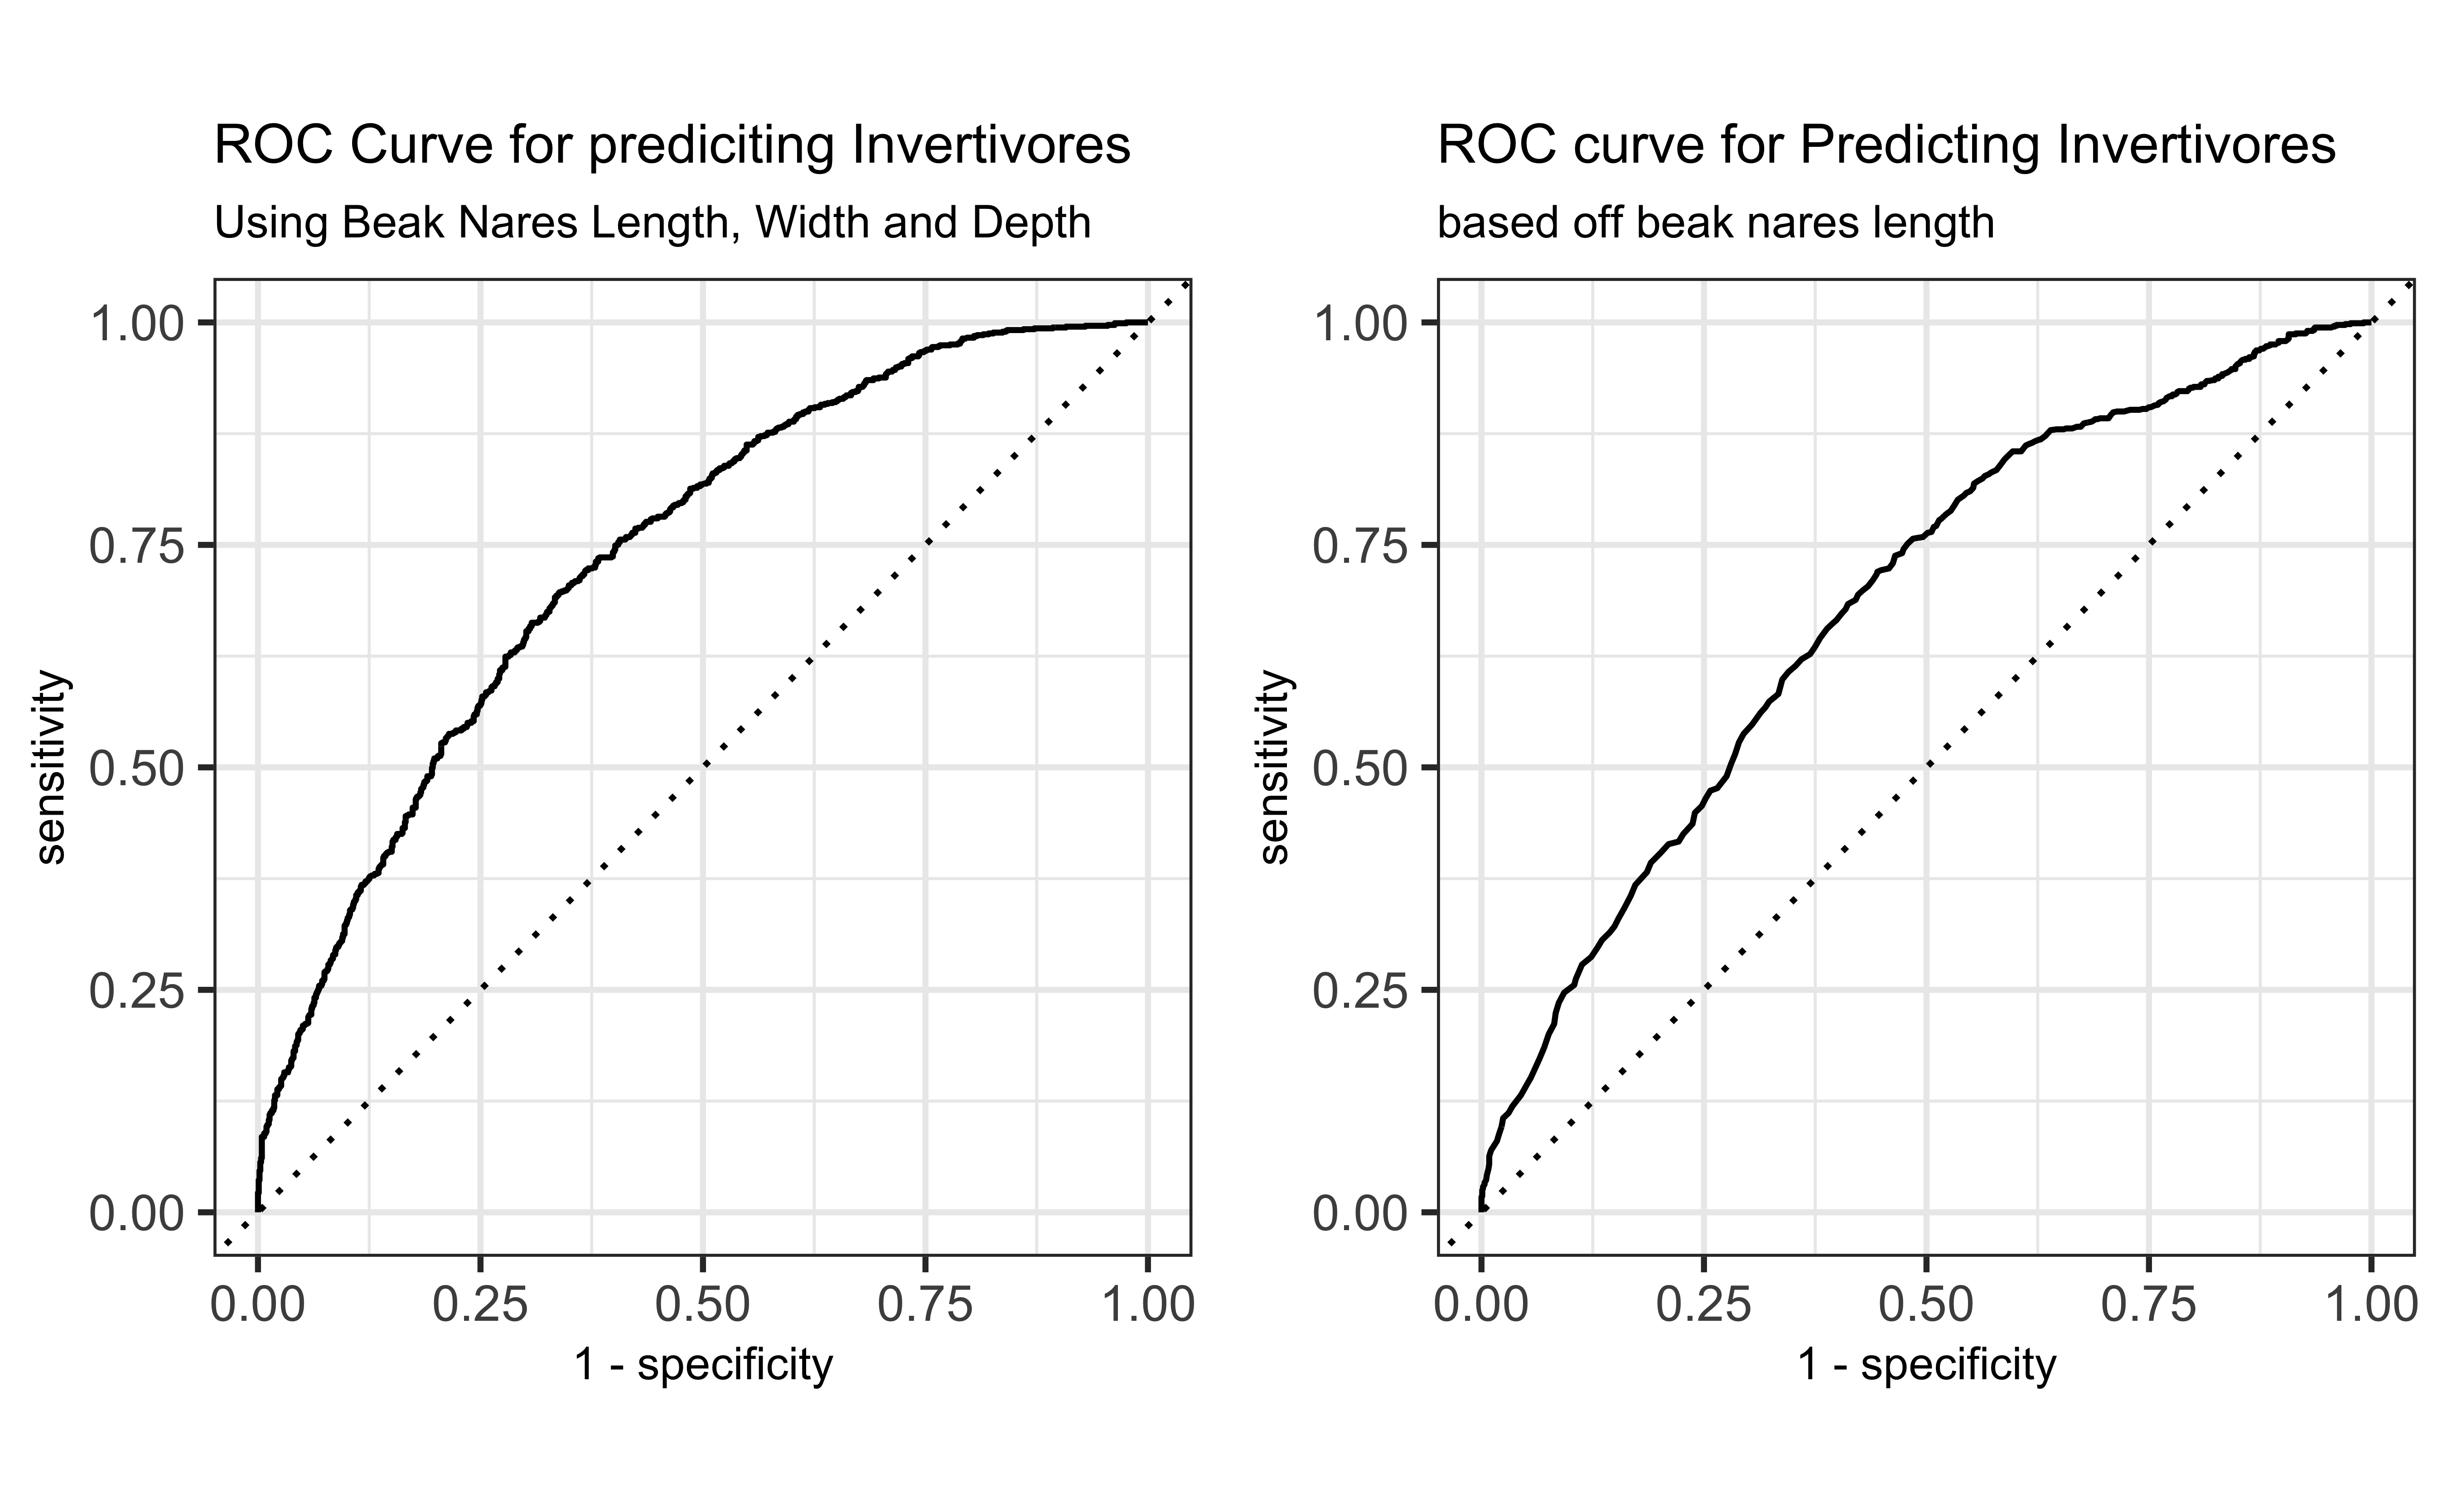 ROC Curve for prediciting Invertivores
Using Beak Nares Length, Width and Depth
1.00
0.75
0.50
0.25
0.00
sensitivity
0.00 0.25 0.50 0.75 1.00
1 - specificity
ROC curve for Predicting Invertivores
based off beak nares length
1.00
0.75
0.50
0.25
0.00
sensitivity
0.00 0.25 0.50 0.75 1.00
1 - specificity